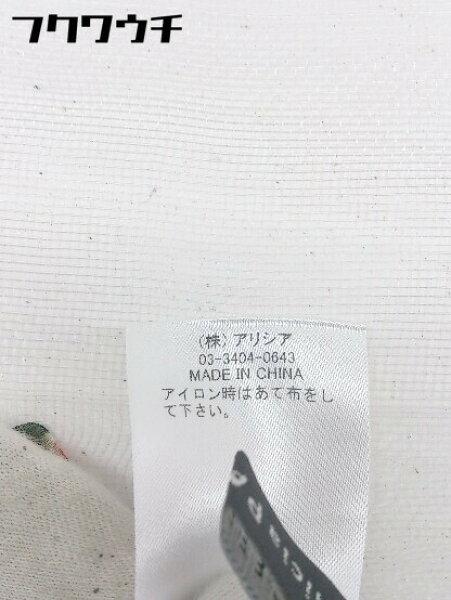 フクワウチ
(株)アリシア
03-3404-0643
MADE IN CHINA
アイロン時はあて布をし
て下さい。